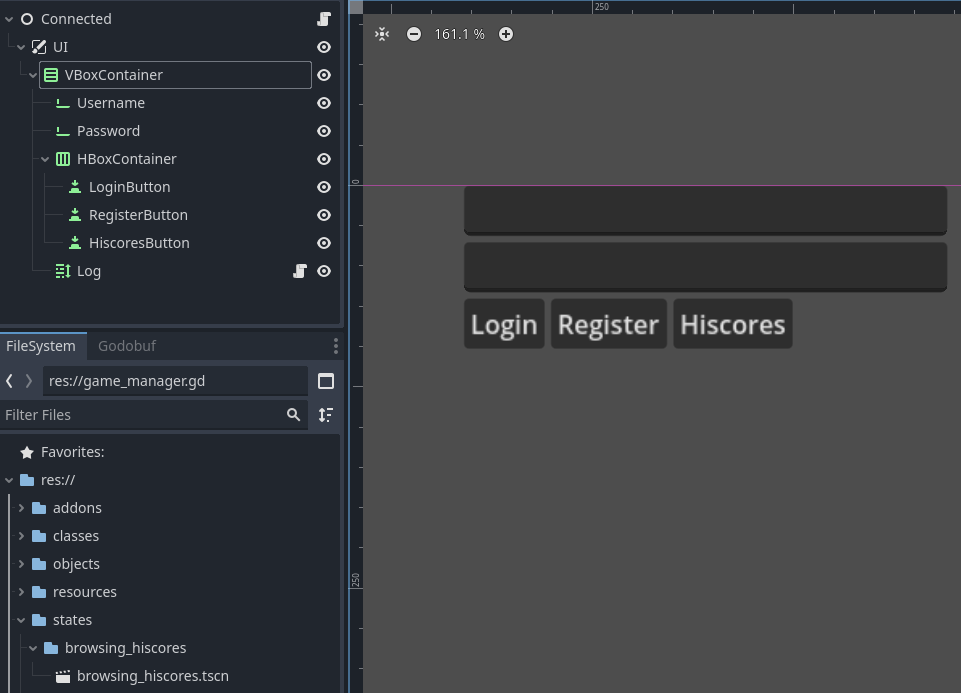 Connected
UI
VBoxContainer
Username
Password
HBoxContainer
LoginButton
RegisterButton
HiscoresButton
Log
FileSystem Godobuf
res://game_manager.gd
Filter Files
Favorites:
res://
addons
classes
objects
resources
states
browsing_hiscores
browsing_hiscores.tscn
250
161.1 %
0
Login Register Hiscores
250